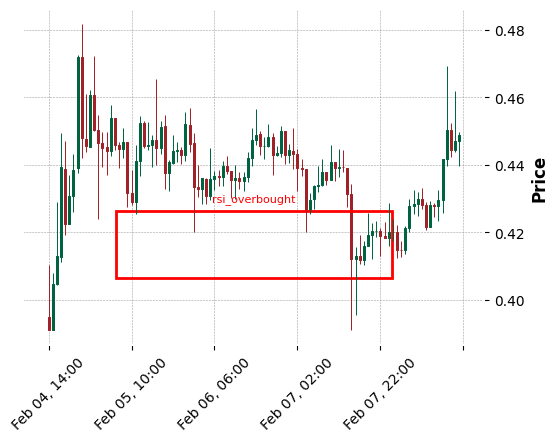 0.48
0.46
0.44
0.42
0.40
Price
rsi_overbought
Feb 04, 14:00
Feb 05, 10:00
Feb 06, 06:00
Feb 07, 02:00
Feb 07, 22:00